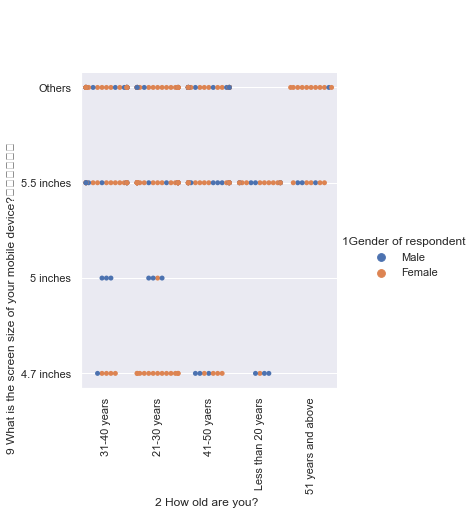 Others
5.5 inches
5 inches
4.7 inches
9 What is the screen size of your mobile device?□□□□□□
31-40 years
21-30 years
41-50 yaers
Less than 20 years
51 years and above
2 How old are you?
1Gender of respondent
Male
Female